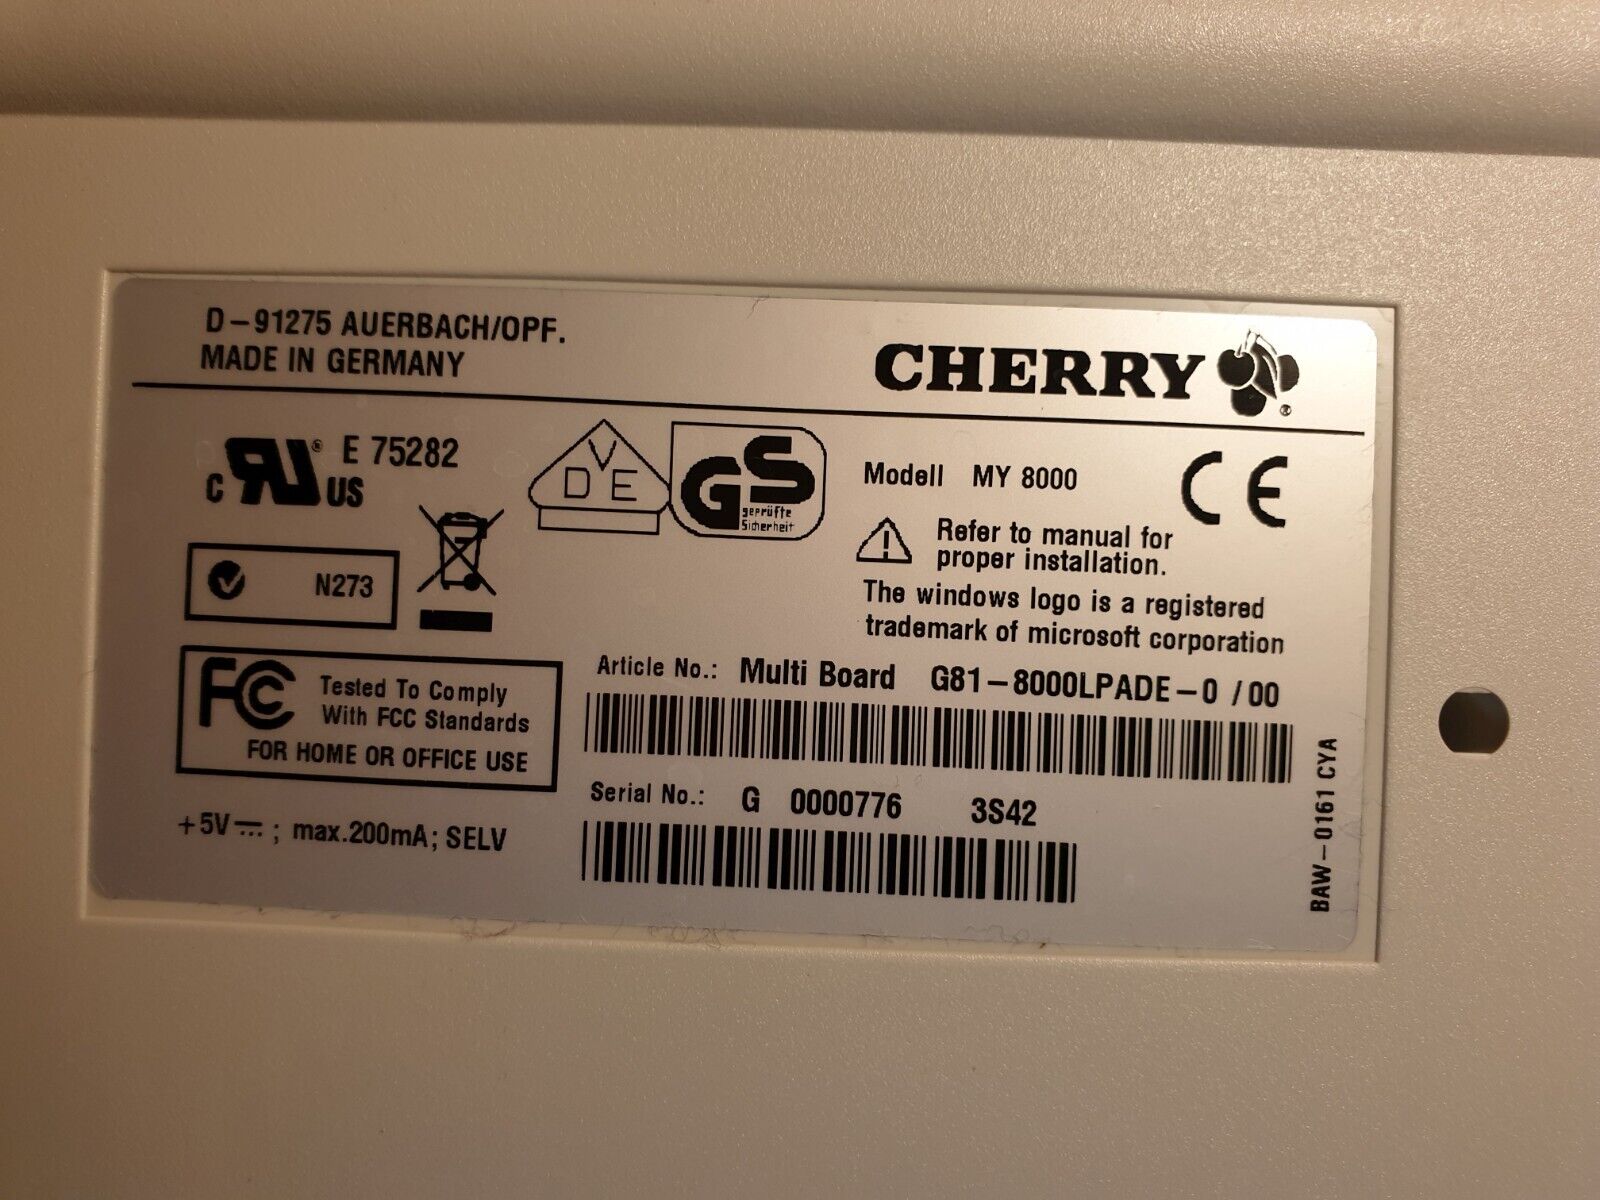 D-91275 AUERBACH/OPF.
MADE IN GERMANY
CHERRY
®
c RU ® US E 75282
V
D E
GS
geprüfte
Sicherheit
Modell MY 8000
CE
Refer to manual for
proper installation.
The windows logo is a registered
trademark of microsoft corporation
N273
FC
Tested To Comply
With FCC Standards
FOR HOME OR OFFICE USE
+5V⎓; max.200mA; SELV
Article No.: Multi Board G81-8000LPADE-0 /00
Serial No.: G 0000776 3S42
BAW-0161 CYA